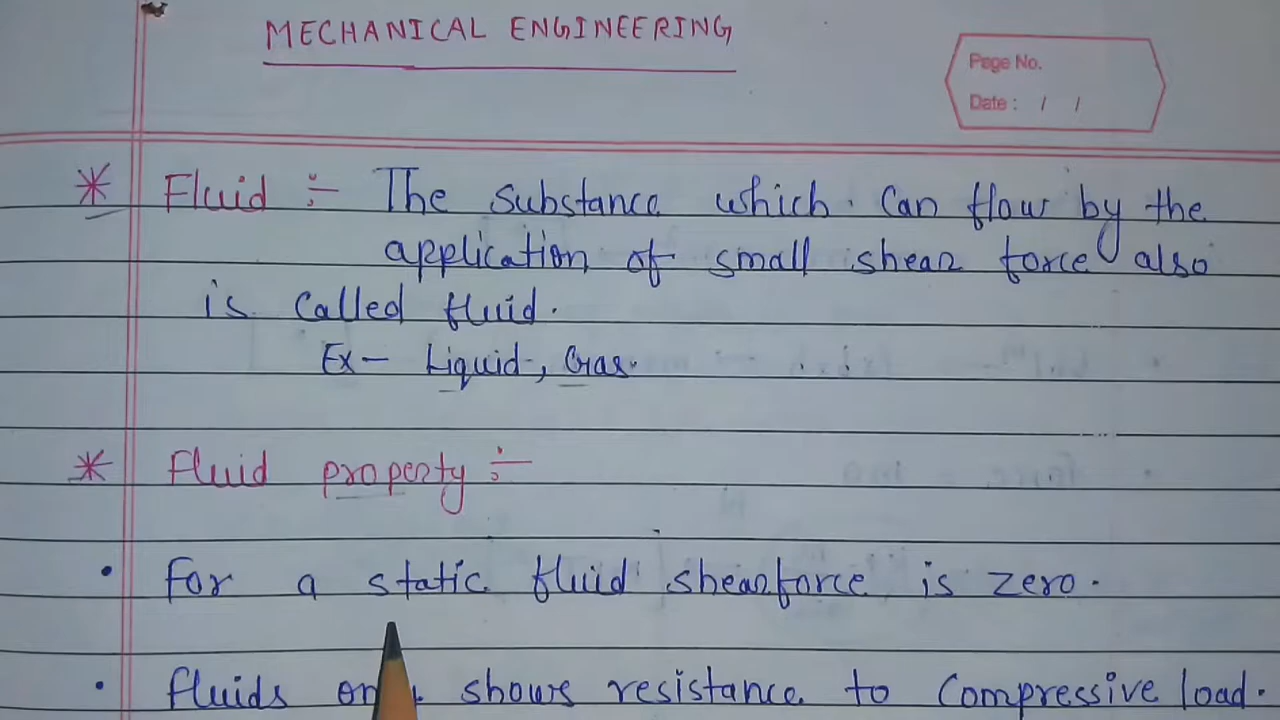 MECHANICAL ENGINEERING
Page No.
Date : / /
* Fluid :- The substance which can flow by the
application of small shear force also
is called fluid.
Ex- Liquid, Gas.
* Fluid property :-
• for a static fluid shearforce is zero.
• fluids shows resistance to compressive load.